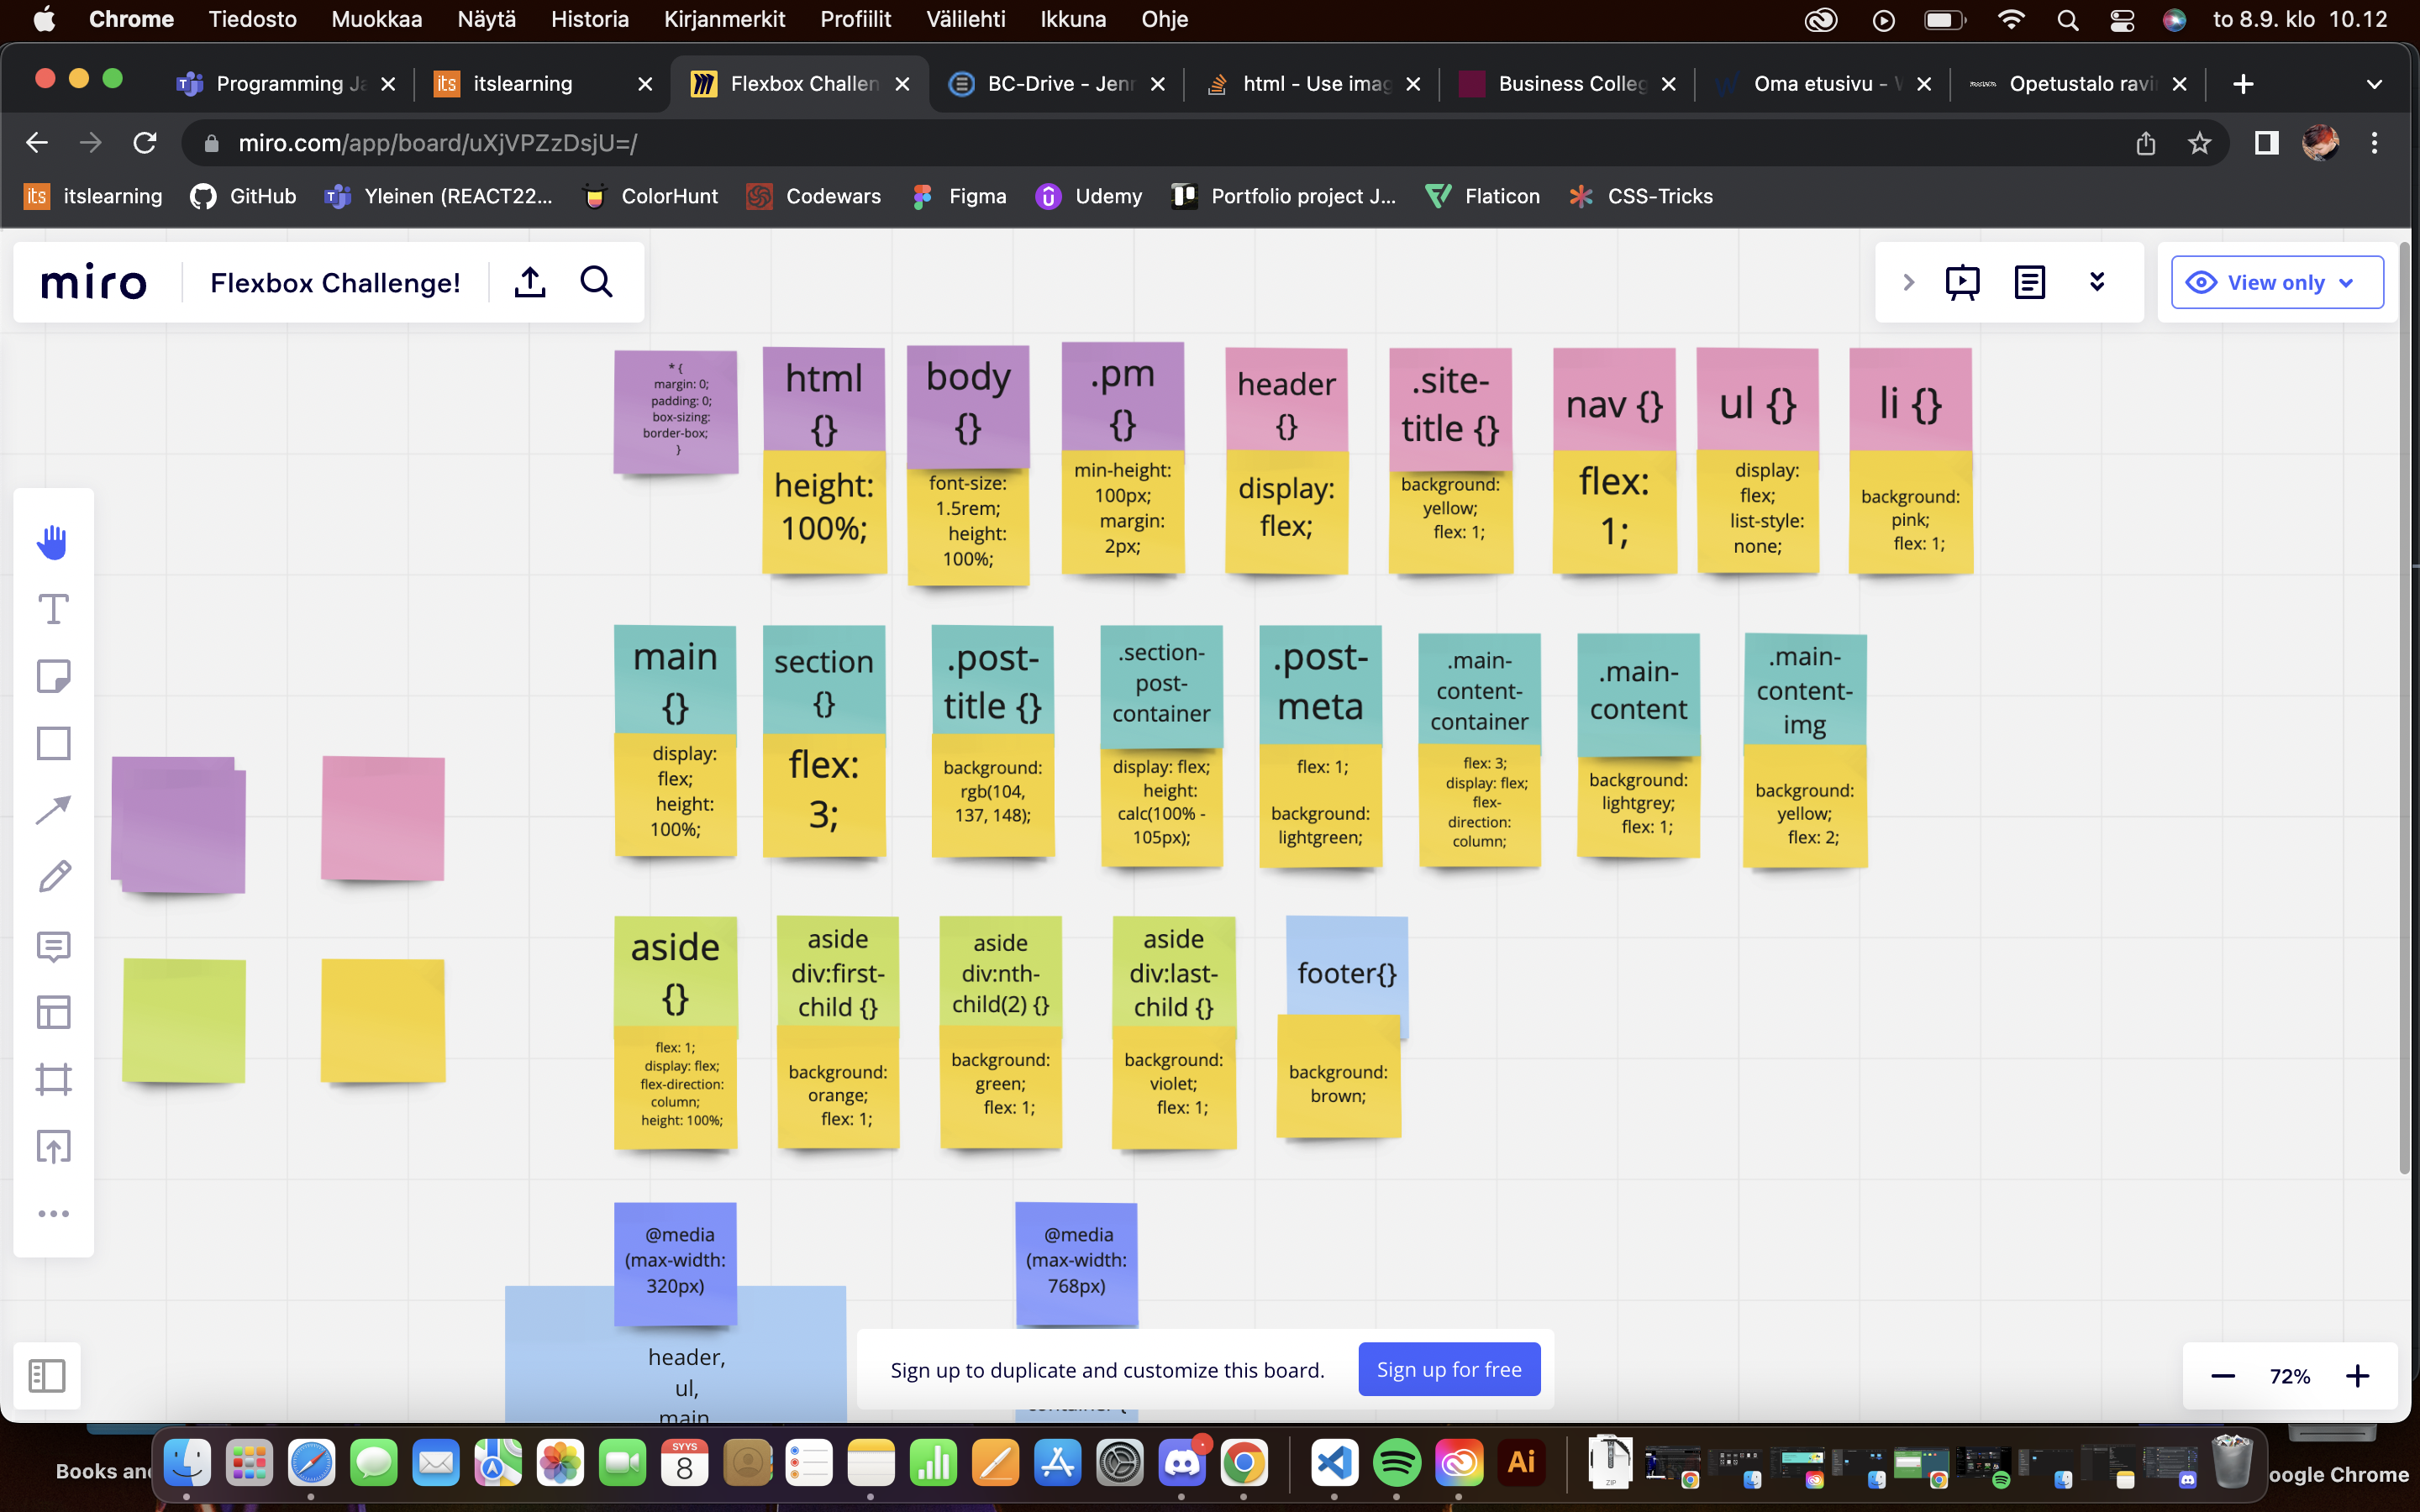 Chrome Tiedosto Muokkaa Näytä Historia Kirjanmerkit Profiilit Välilehti Ikkuna Ohje to 8.9. klo 10.12
Programming Ja
its itslearning
Flexbox Challen
BC-Drive - Jenr
html - Use imag
Business Colleg
Oma etusivu - V
Opetustalo ravi
miro.com/app/board/uXjVPZzDsjU=/
its itslearning GitHub Yleinen (REACT22... ColorHunt Codewars Figma Udemy Portfolio project J... Flaticon CSS-Tricks
miro Flexbox Challenge!
View only
* {
margin: 0;
padding: 0;
box-sizing:
border-box;
}
html
{}
height:
100%;
body
{}
font-size:
1.5rem;
height:
100%;
.pm
{}
min-height:
100px;
margin:
2px;
header
{}
display:
flex;
.site-
title {}
background:
yellow;
flex: 1;
nav {}
flex:
1;
ul {}
display:
flex;
list-style:
none;
li {}
background:
pink;
flex: 1;
main
{}
display:
flex;
height:
100%;
section
{}
flex:
3;
.post-
title {}
background:
rgb(104,
137, 148);
.section-
post-
container
display: flex;
height:
calc(100% -
105px);
.post-
meta
flex: 1;
background:
lightgreen;
.main-
content-
container
flex: 3;
display: flex;
flex-
direction:
column;
.main-
content
background:
lightgrey;
flex: 1;
.main-
content-
img
background:
yellow;
flex: 2;
aside
{}
flex: 1;
display: flex;
flex-direction:
column;
height: 100%;
aside
div:first-
child {}
background:
orange;
flex: 1;
aside
div:nth-
child(2) {}
background:
green;
flex: 1;
aside
div:last-
child {}
background:
violet;
flex: 1;
footer{}
background:
brown;
@media
(max-width:
320px)
header,
ul,
main
@media
(max-width:
768px)
Sign up to duplicate and customize this board. Sign up for free
72%
Books and
SYYS
8
Ai
ZIP
oogle Chrome